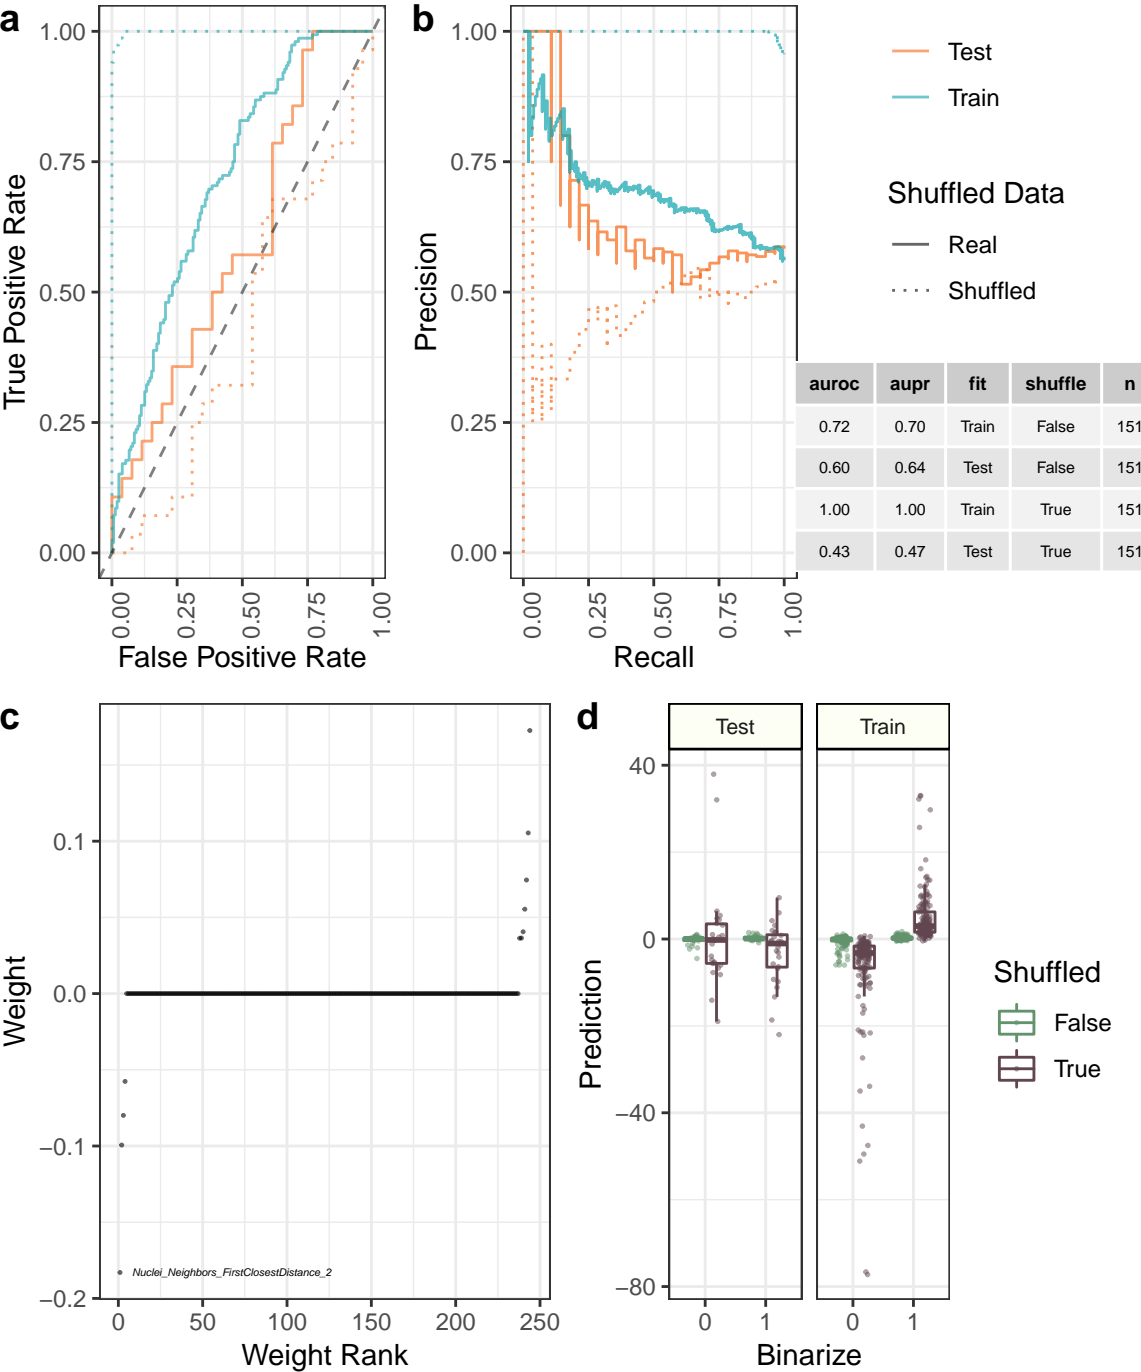 a
1.00
0.75
0.50
0.25
0.00
True Positive Rate
0.00
0.25
0.50
0.75
1.00
False Positive Rate
b
1.00
0.75
0.50
0.25
0.00
Precision
0.00
0.25
0.50
0.75
1.00
Recall
Test
Train
Shuffled Data
Real
Shuffled
auroc aupr fit shuffle n
0.72 0.70 Train False 151
0.60 0.64 Test False 151
1.00 1.00 Train True 151
0.43 0.47 Test True 151
c
0.1
0.0
−0.1
−0.2
Weight
Nuclei_Neighbors_FirstClosestDistance_2
0 50 100 150 200 250
Weight Rank
d
Test Train
40
0
−40
−80
Prediction
0 1 0 1
Binarize
Shuffled
False
True